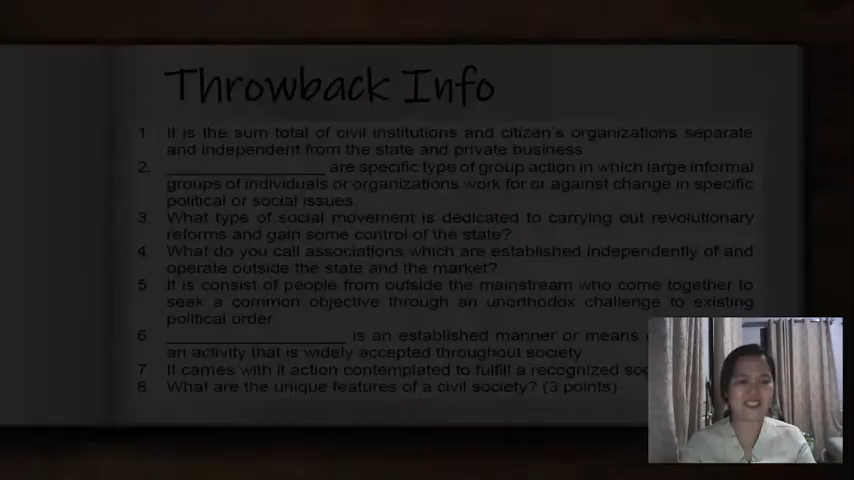 Throwback Info
1. It is the sum total of civil institutions and citizen's organizations separate
and independent from the state and private business
2. ____________________ are specific type of group action in which large informal
groups of individuals or organizations work for or against change in specific
political or social issues.
3. What type of social movement is dedicated to carrying out revolutionary
reforms and gain some control of the state?
4. What do you call associations which are established independently of and
operate outside the state and the market?
5. It is consist of people from outside the mainstream who come together to
seek a common objective through an unorthodox challenge to existing
political order
6. ____________________ is an established manner or means
an activity that is widely accepted throughout society
7. It carries with it action contemplated to fulfill a recognized
8. What are the unique features of a civil society? (3 points)